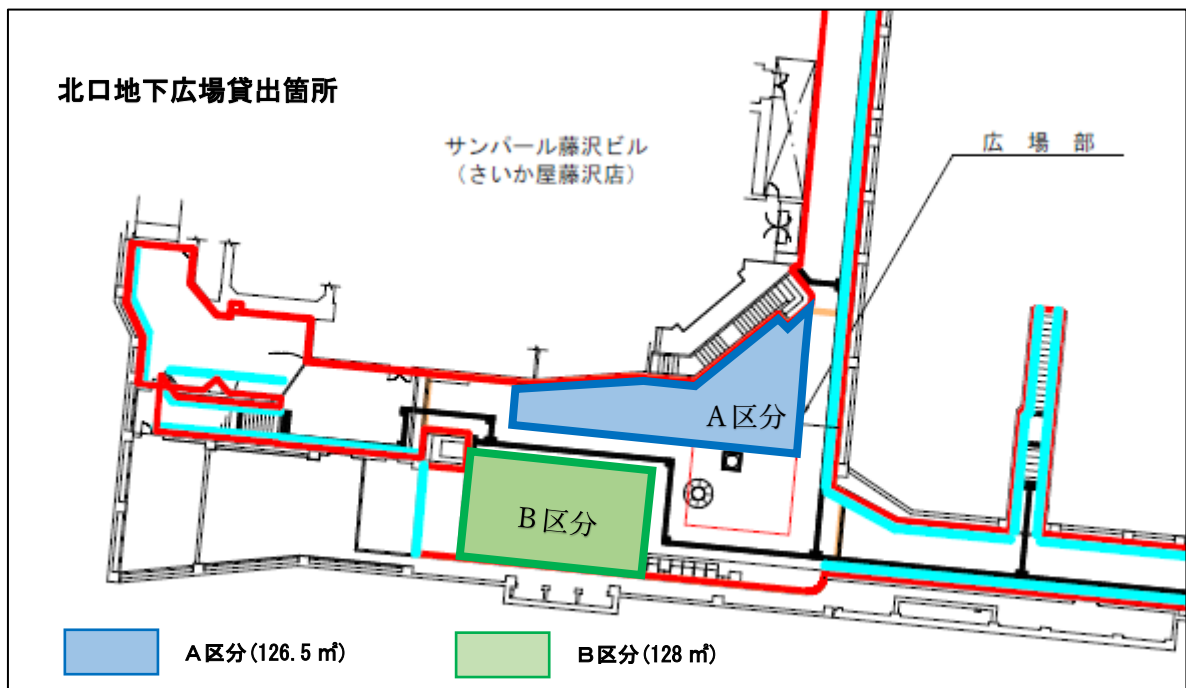 北口地下広場貸出箇所
サンパール藤沢ビル
（さいか屋藤沢店）
広場部
A区分
B区分
A区分(126.5㎡)
B区分(128㎡)